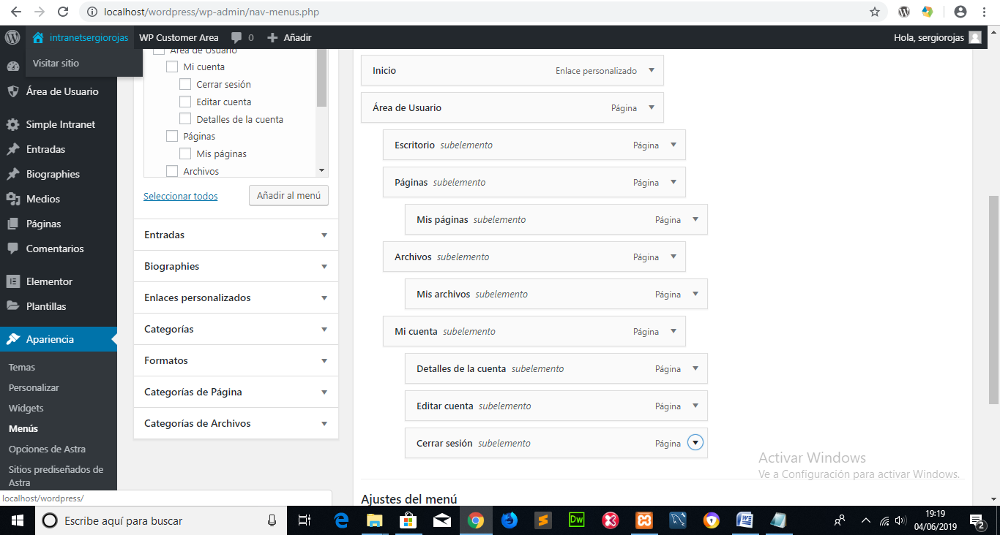 localhost/wordpress/wp-admin/nav-menus.php
intranetsergiorojas WP Customer Area 0 Añadir Hola, sergiorojas
Visitar sitio
Área de Usuario
Simple Intranet
Entradas
Biographies
Medios
Páginas
Comentarios
Elementor
Plantillas
Apariencia
Temas
Personalizar
Widgets
Menús
Opciones de Astra
Sitios prediseñados de
Astra
localhost/wordpress/
Área de Usuario
Mi cuenta
Cerrar sesión
Editar cuenta
Detalles de la cuenta
Páginas
Mis páginas
Archivos
Seleccionar todos Añadir al menú
Entradas
Biographies
Enlaces personalizados
Categorías
Formatos
Categorías de Página
Categorías de Archivos
Inicio Enlace personalizado
Área de Usuario Página
Escritorio subelemento Página
Páginas subelemento Página
Mis páginas subelemento Página
Archivos subelemento Página
Mis archivos subelemento Página
Mi cuenta subelemento Página
Detalles de la cuenta subelemento Página
Editar cuenta subelemento Página
Cerrar sesión subelemento Página
Ajustes del menú
Activar Windows
Ve a Configuración para activar Windows.
Escribe aquí para buscar
Dw
19:19
04/06/2019
2